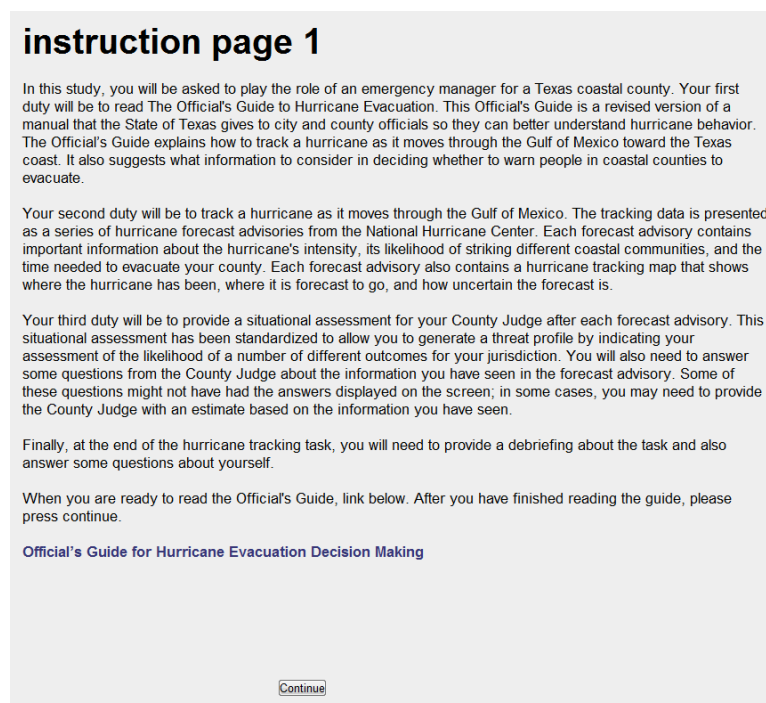 instruction page 1
In this study, you will be asked to play the role of an emergency manager for a Texas coastal county. Your first
duty will be to read The Official's Guide to Hurricane Evacuation. This Official's Guide is a revised version of a
manual that the State of Texas gives to city and county officials so they can better understand hurricane behavior.
The Official's Guide explains how to track a hurricane as it moves through the Gulf of Mexico toward the Texas
coast. It also suggests what information to consider in deciding whether to warn people in coastal counties to
evacuate.
Your second duty will be to track a hurricane as it moves through the Gulf of Mexico. The tracking data is presented
as a series of hurricane forecast advisories from the National Hurricane Center. Each forecast advisory contains
important information about the hurricane's intensity, its likelihood of striking different coastal communities, and the
time needed to evacuate your county. Each forecast advisory also contains a hurricane tracking map that shows
where the hurricane has been, where it is forecast to go, and how uncertain the forecast is.
Your third duty will be to provide a situational assessment for your County Judge after each forecast advisory. This
situational assessment has been standardized to allow you to generate a threat profile by indicating your
assessment of the likelihood of a number of different outcomes for your jurisdiction. You will also need to answer
some questions from the County Judge about the information you have seen in the forecast advisory. Some of
these questions might not have had the answers displayed on the screen; in some cases, you may need to provide
the County Judge with an estimate based on the information you have seen.
Finally, at the end of the hurricane tracking task, you will need to provide a debriefing about the task and also
answer some questions about yourself.
When you are ready to read the Official's Guide, link below. After you have finished reading the guide, please
press continue.
Official's Guide for Hurricane Evacuation Decision Making
Continue